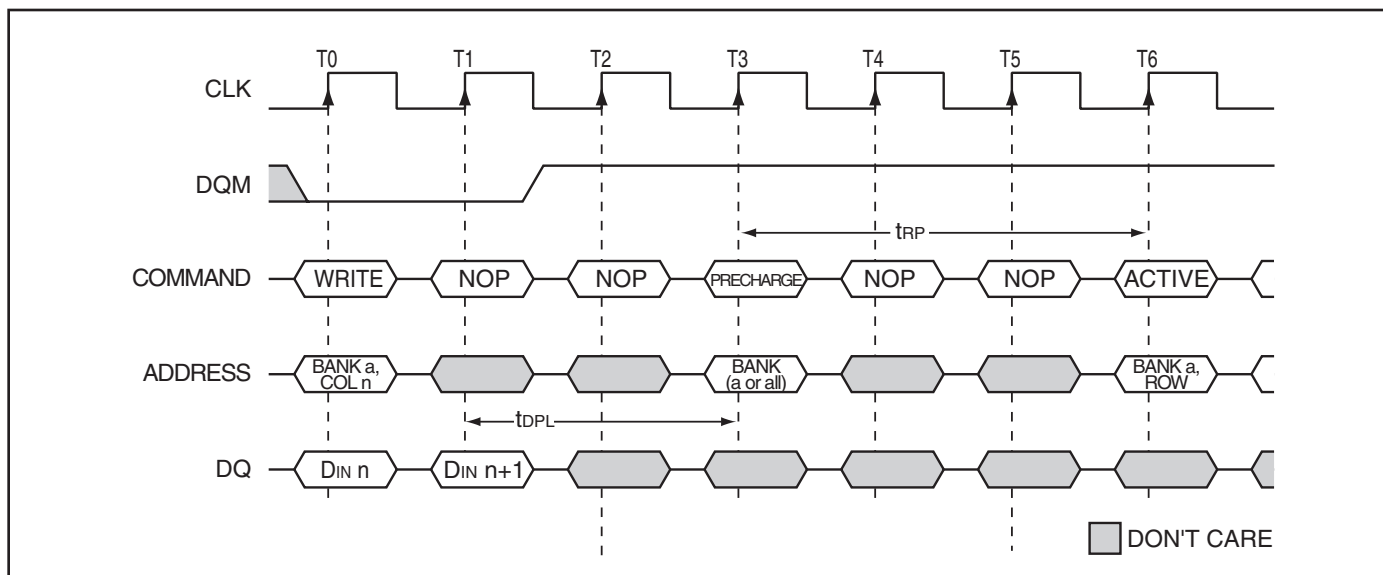 T0 T1 T2 T3 T4 T5 T6
CLK
DQM
tRP
COMMAND WRITE NOP NOP PRECHARGE NOP NOP ACTIVE
ADDRESS BANK a, COL n BANK (a or all) BANK a, ROW
tDPL
DQ DIN n DIN n+1
DON'T CARE